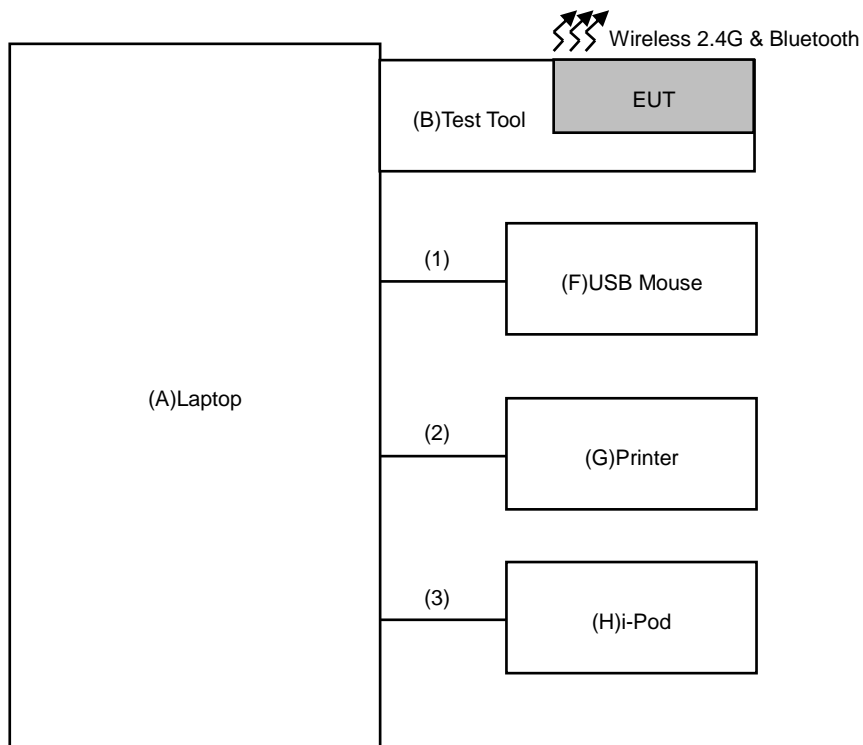 Wireless 2.4G & Bluetooth
EUT
(B)Test Tool
(1)
(F)USB Mouse
(A)Laptop
(2)
(G)Printer
(3)
(H)i-Pod